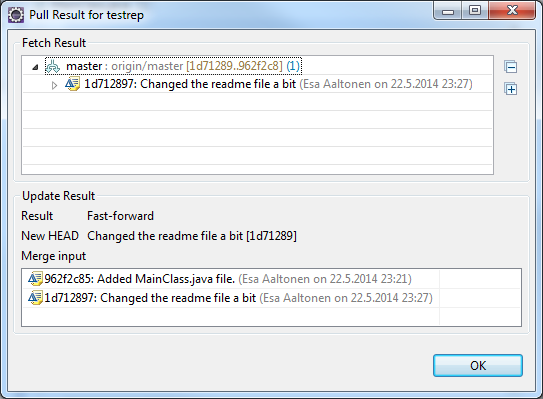 Pull Result for testrep
Fetch Result
master : origin/master [1d71289..962f2c8] (1)
1d712897: Changed the readme file a bit (Esa Aaltonen on 22.5.2014 23:27)
Update Result
Result Fast-forward
New HEAD Changed the readme file a bit [1d71289]
Merge input
962f2c85: Added MainClass.java file. (Esa Aaltonen on 22.5.2014 23:21)
1d712897: Changed the readme file a bit (Esa Aaltonen on 22.5.2014 23:27)
OK